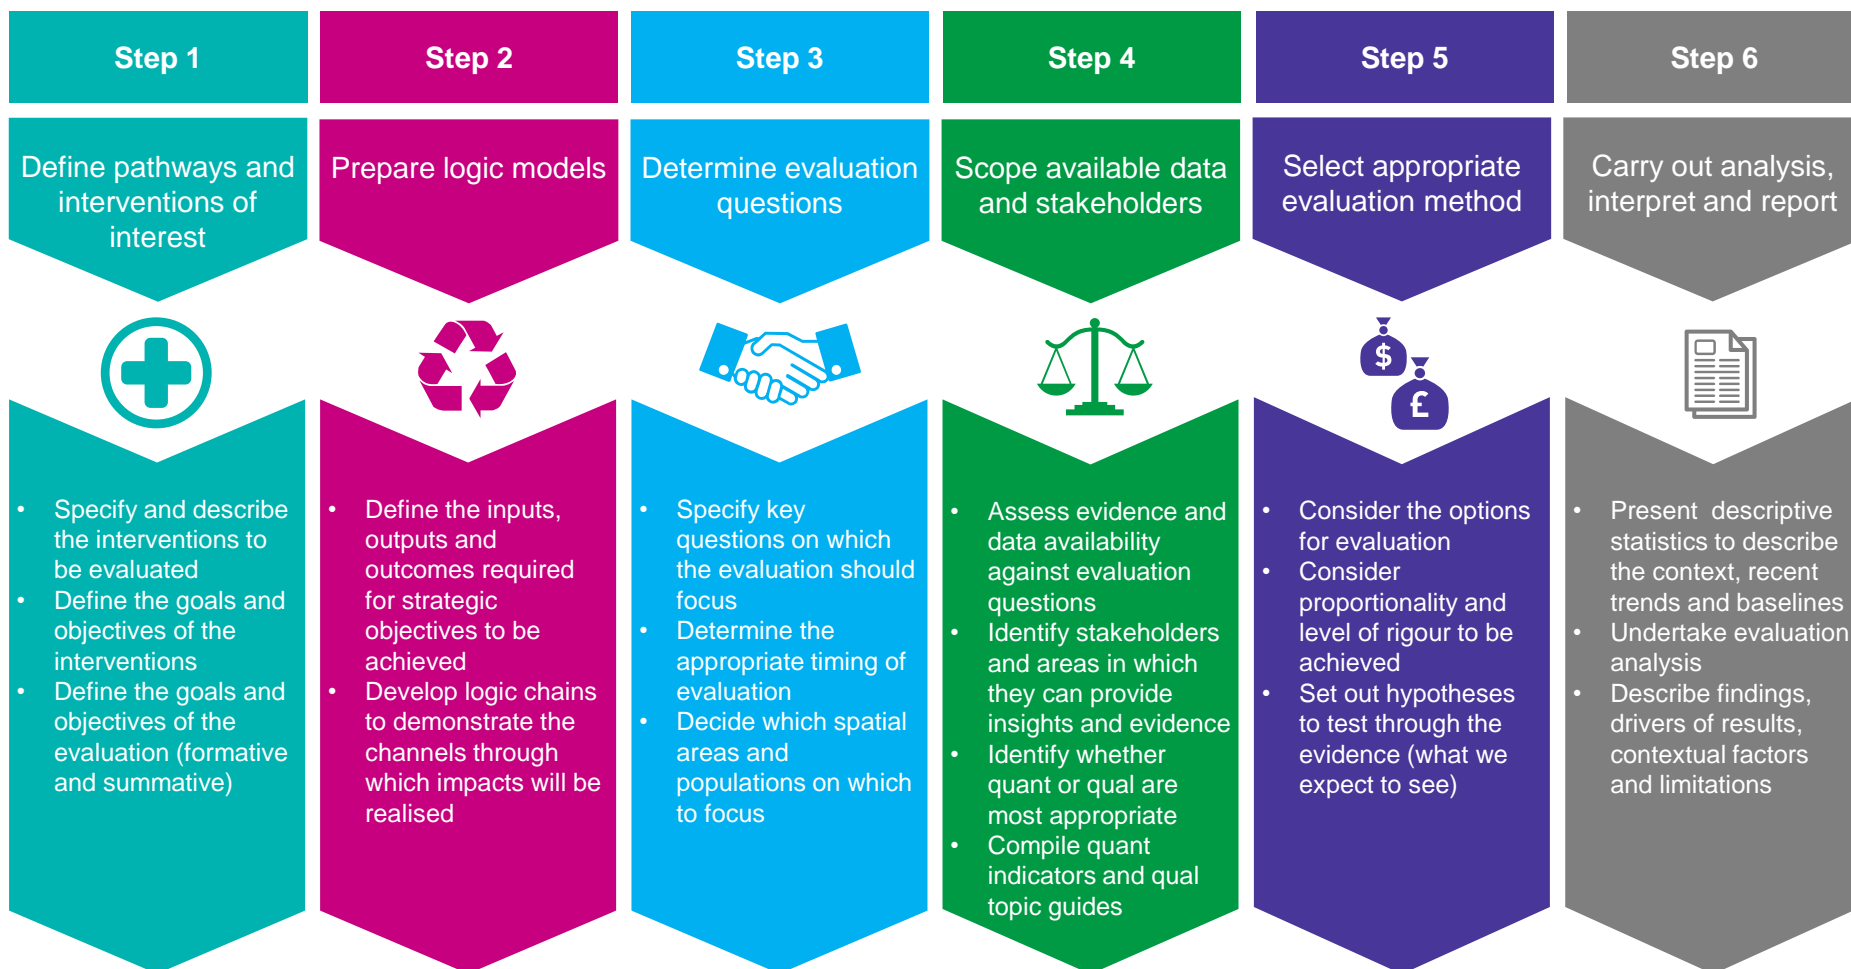 Step 1
Define pathways and
interventions of
interest
• Specify and describe
the interventions to
be evaluated
• Define the goals and
objectives of the
interventions
• Define the goals and
objectives of the
evaluation (formative
and summative)
Step 2
Prepare logic models
• Define the inputs,
outputs and
outcomes required
for strategic
objectives to be
achieved
• Develop logic chains
to demonstrate the
channels through
which impacts will be
realised
Step 3
Determine evaluation
questions
• Specify key
questions on which
the evaluation should
focus
• Determine the
appropriate timing of
evaluation
• Decide which spatial
areas and
populations on which
to focus
Step 4
Scope available data
and stakeholders
• Assess evidence and
data availability
against evaluation
questions
• Identify stakeholders
and areas in which
they can provide
insights and evidence
• Identify whether
quant or qual are
most appropriate
• Compile quant
indicators and qual
topic guides
Step 5
Select appropriate
evaluation method
$
£
• Consider the options
for evaluation
• Consider
proportionality and
level of rigour to be
achieved
• Set out hypotheses
to test through the
evidence (what we
expect to see)
Step 6
Carry out analysis,
interpret and report
• Present descriptive
statistics to describe
the context, recent
trends and baselines
• Undertake evaluation
analysis
• Describe findings,
drivers of results,
contextual factors
and limitations